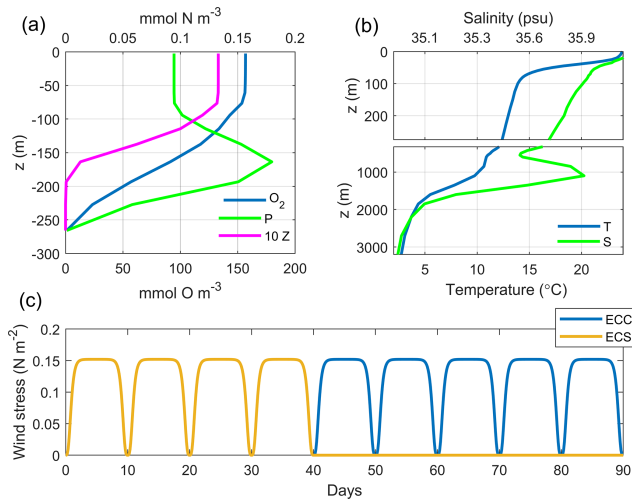 (a)
mmol N m⁻³
0 0.05 0.1 0.15 0.2
z (m)
0
-50
-100
-150
-200
-250
-300
O₂
P
10 Z
0 50 100 150 200
mmol O m⁻³
(b)
Salinity (psu)
35.1 35.3 35.6 35.9
z (m)
0
100
200
z (m)
1000
2000
3000
T
S
5 10 15 20
Temperature (°C)
(c)
Wind stress (N m⁻²)
0.2
0.15
0.1
0.05
0
ECC
ECS
0 10 20 30 40 50 60 70 80 90
Days